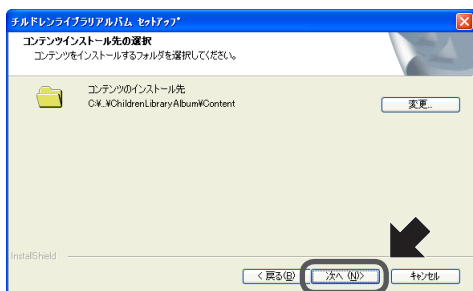 チルドレンライブラリアルバム セットアップ
コンテンツインストール先の選択
コンテンツをインストールするフォルダを選択してください。
コンテンツのインストール先
C:¥..¥ChildrenLibraryAlbum¥Content
変更...
InstallShield
< 戻る(B)
次へ (N)>
キャンセル